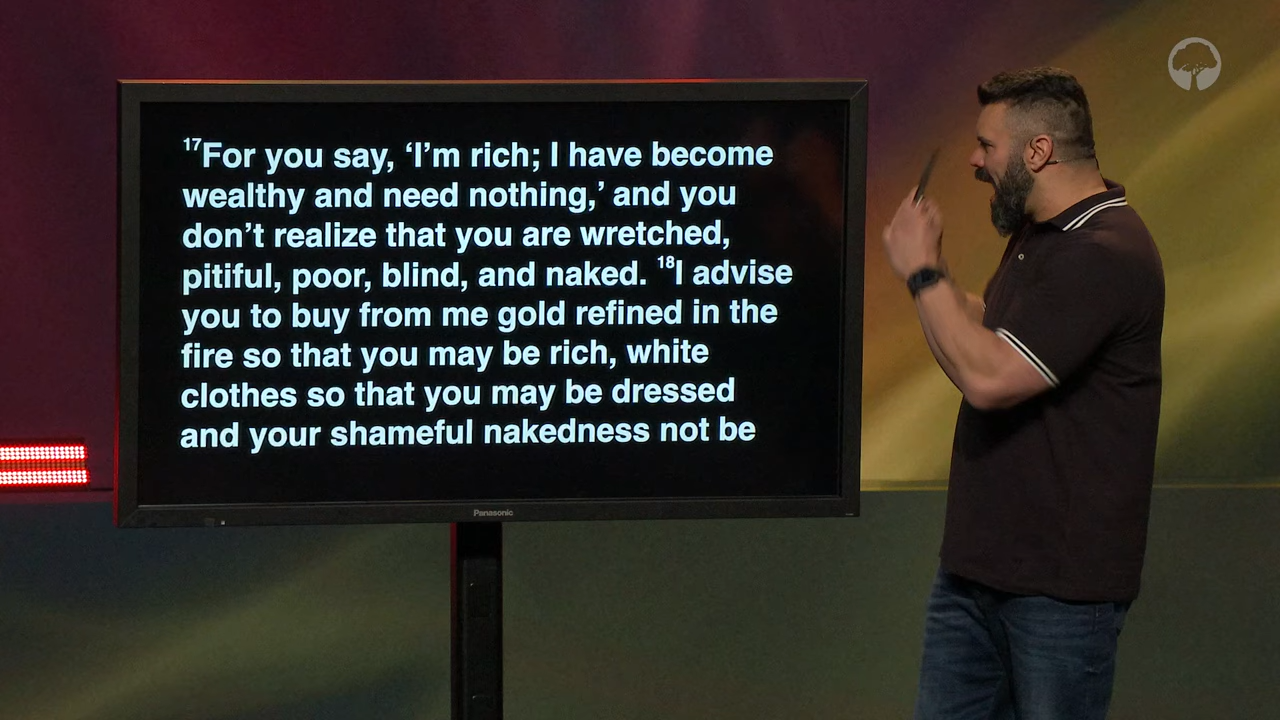 ¹⁷For you say, ‘I’m rich; I have become
wealthy and need nothing,’ and you
don’t realize that you are wretched,
pitiful, poor, blind, and naked. ¹⁸I advise
you to buy from me gold refined in the
fire so that you may be rich, white
clothes so that you may be dressed
and your shameful nakedness not be
Panasonic